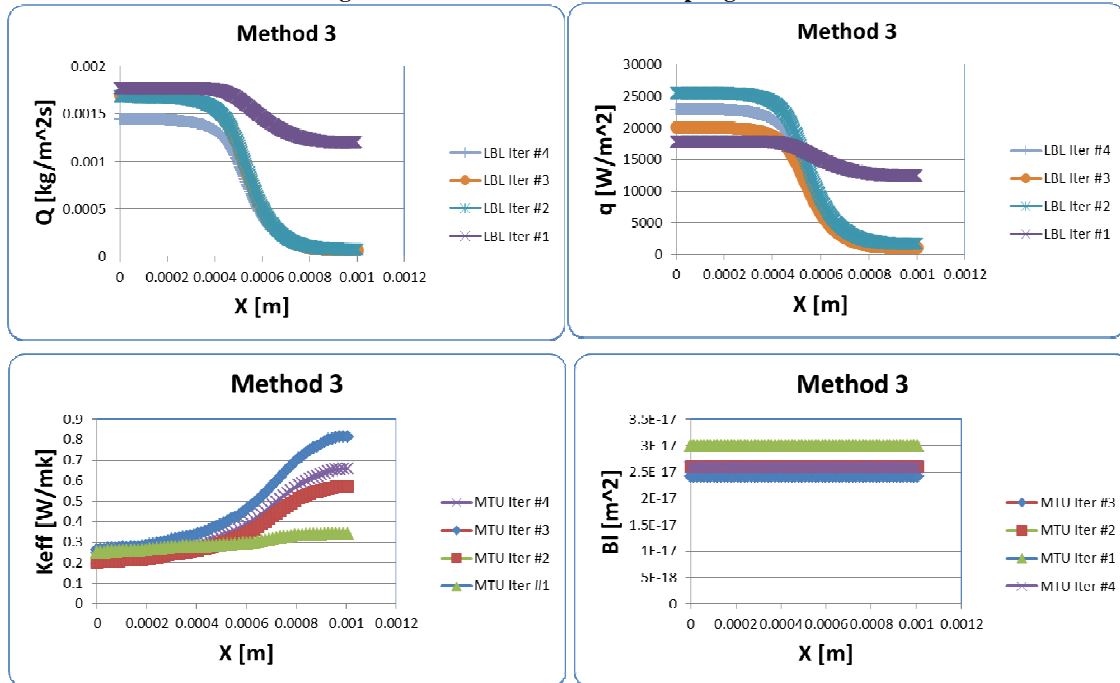 Method 3
0.002
0.0015
0.001
0.0005
0
Q [kg/m^2s]
0 0.0002 0.0004 0.0006 0.0008 0.001 0.0012
X [m]
LBL Iter #4
LBL Iter #3
LBL Iter #2
LBL Iter #1
Method 3
30000
25000
20000
15000
10000
5000
0
q [W/m^2]
0 0.0002 0.0004 0.0006 0.0008 0.001 0.0012
X [m]
LBL Iter #4
LBL Iter #3
LBL Iter #2
LBL Iter #1
Method 3
0.9
0.8
0.7
0.6
0.5
0.4
0.3
0.2
0.1
0
Keff [W/mk]
0 0.0002 0.0004 0.0006 0.0008 0.001 0.0012
X [m]
MTU Iter #4
MTU Iter #3
MTU Iter #2
MTU Iter #1
Method 3
3.5E-17
3E-17
2.5E-17
2E-17
1.5E-17
1E-17
5E-18
0
Bl [m^2]
0 0.0002 0.0004 0.0006 0.0008 0.001 0.0012
X [m]
MTU Iter #3
MTU Iter #2
MTU Iter #1
MTU Iter #4